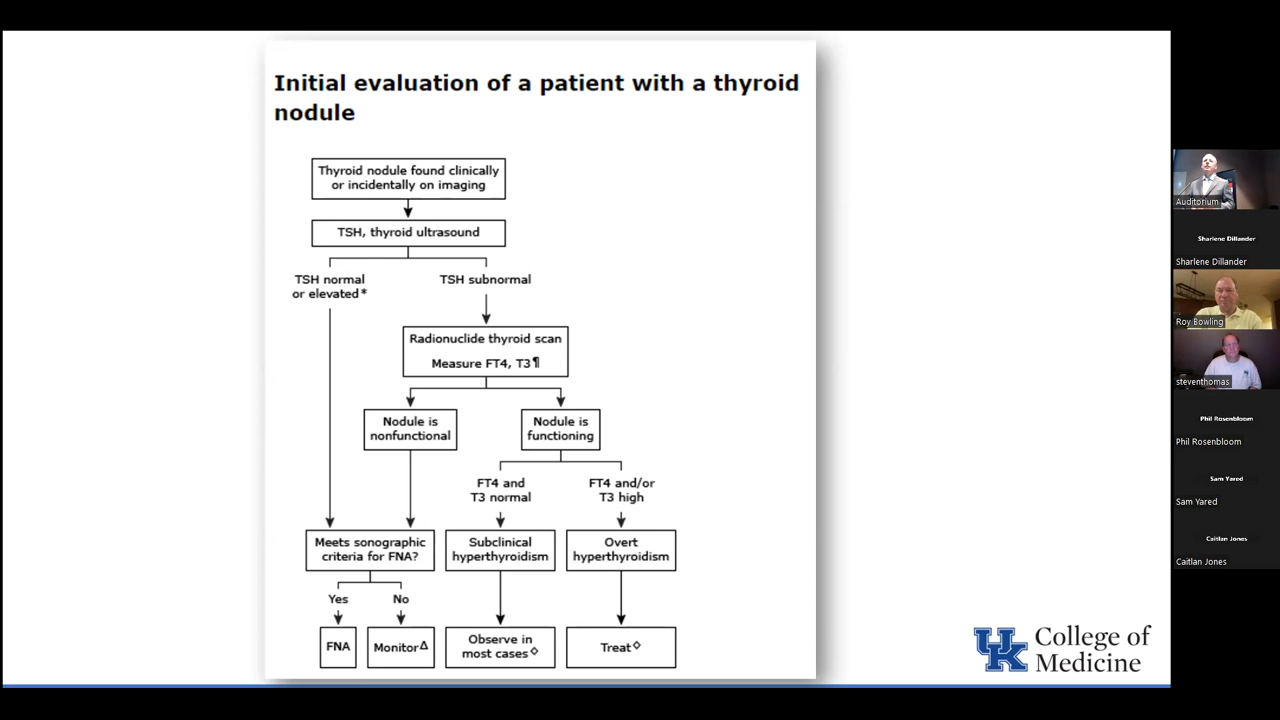 Initial evaluation of a patient with a thyroid
nodule
Thyroid nodule found clinically
or incidentally on imaging
TSH, thyroid ultrasound
TSH normal
or elevated*
TSH subnormal
Radionuclide thyroid scan
Measure FT4, T3¶
Nodule is
nonfunctional
Nodule is
functioning
FT4 and
T3 normal
FT4 and/or
T3 high
Meets sonographic
criteria for FNA?
Subclinical
hyperthyroidism
Overt
hyperthyroidism
Yes
No
FNA
MonitorΔ
Observe in
most cases◇
Treat◇
UK
College of
Medicine
Auditorium
Sharlene Dillander
Sharlene Dillander
Roy Bowling
steventhomas
Phil Rosenbloom
Phil Rosenbloom
Sam Yared
Sam Yared
Caitlan Jones
Caitlan Jones